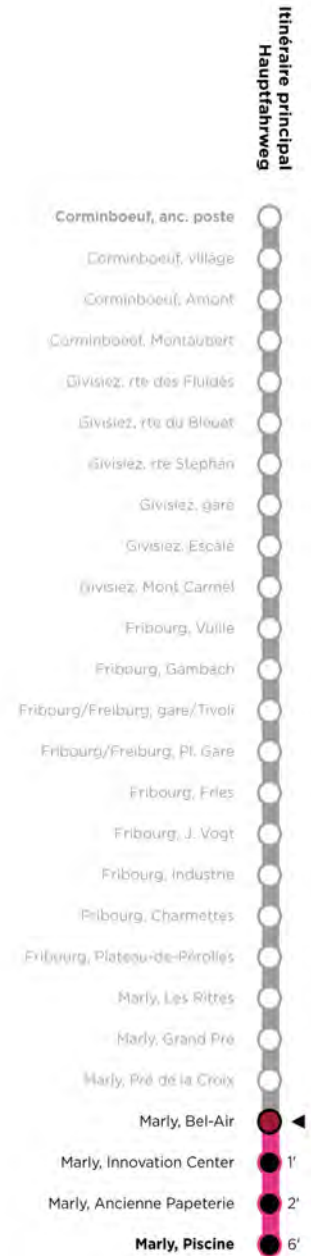 Itinéraire principal
Hauptfahrweg
Corminboeuf, anc. poste
Corminboeuf, village
Corminboeuf, Amont
Corminboeuf, Montaubert
Givisiez, rte des Fluides
Givisiez, rte du Bleuet
Givisiez, rte Stephan
Givisiez, gare
Givisiez, Escale
Givisiez, Mont Carmel
Fribourg, Vuille
Fribourg, Gambach
Fribourg/Freiburg, gare/Tivoli
Fribourg/Freiburg, Pl. Gare
Fribourg, Fries
Fribourg, J. Vogt
Fribourg, Industrie
Fribourg, Charmettes
Fribourg, Plateau-de-Pérolles
Marly, Les Rittes
Marly, Grand Pré
Marly, Pré de la Croix
Marly, Bel-Air
Marly, Innovation Center 1'
Marly, Ancienne Papeterie 2'
Marly, Piscine 6'